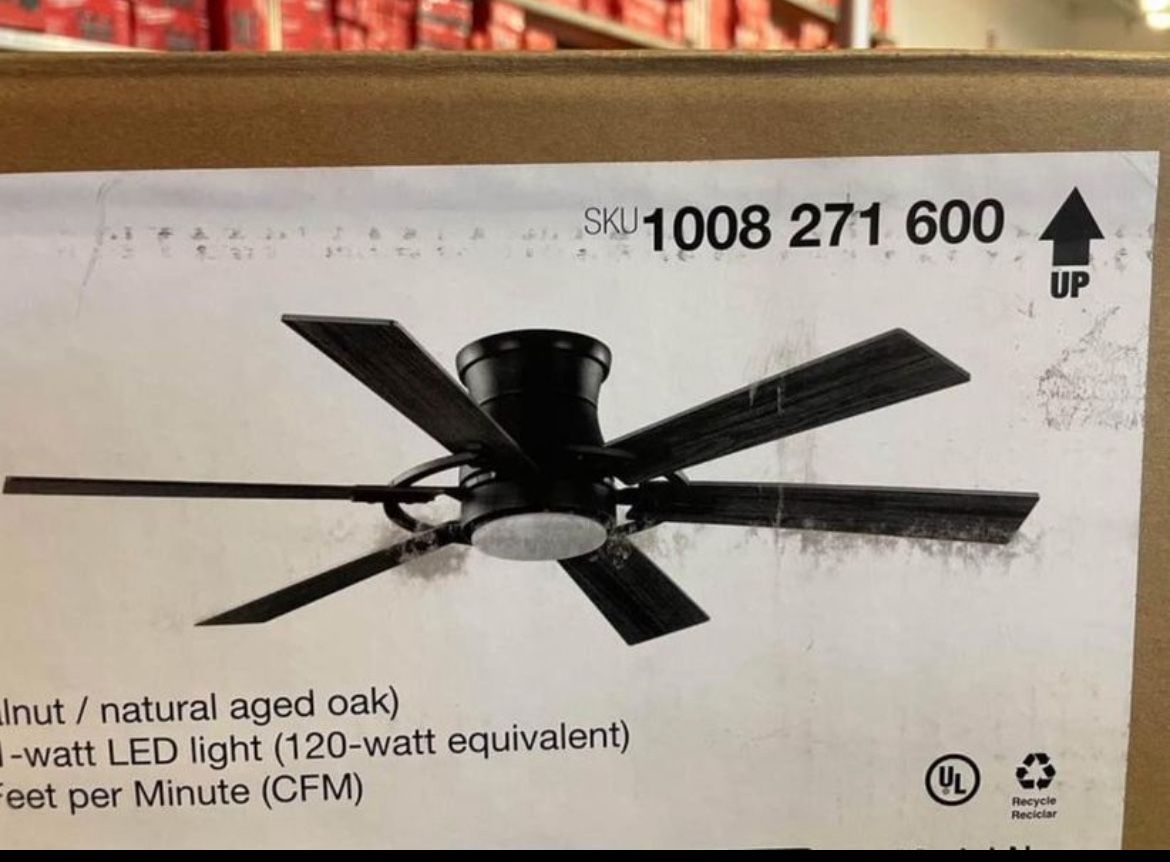 SKU 1008 271 600
UP
lnut / natural aged oak)
-watt LED light (120-watt equivalent)
eet per Minute (CFM)
UL
Recycle
Reciclar